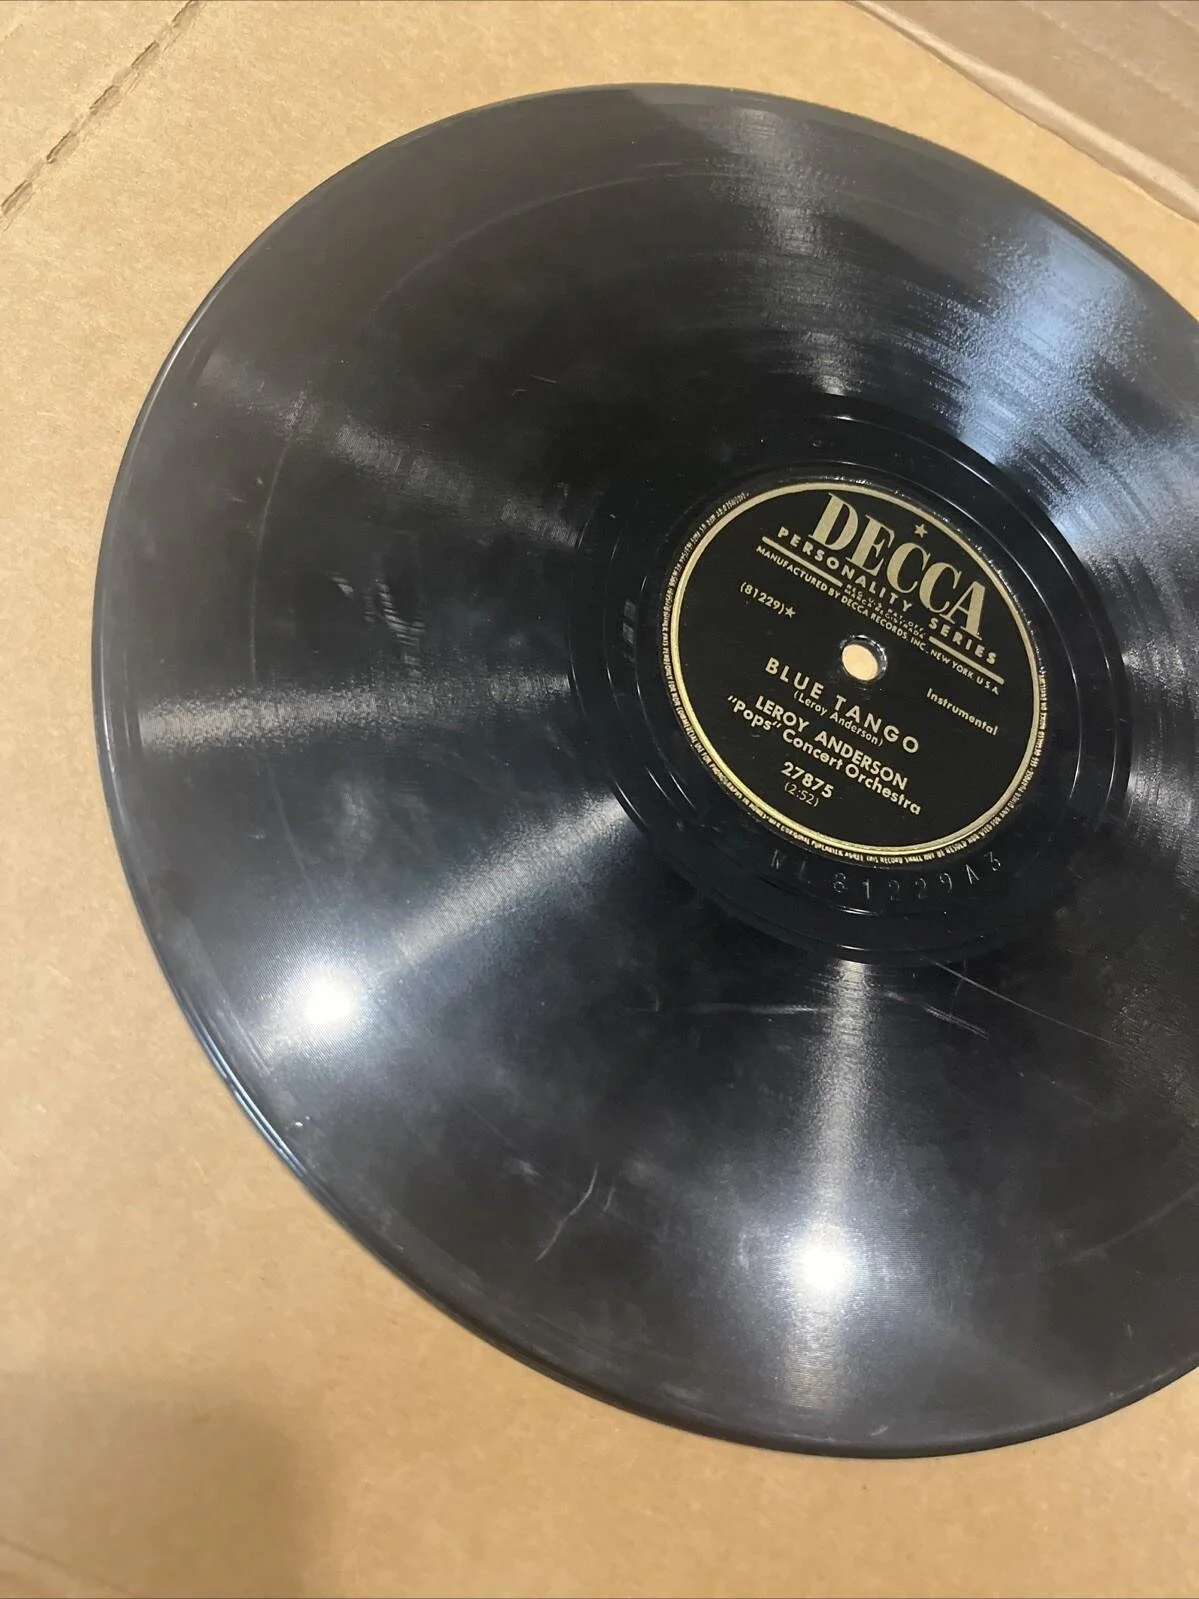 DECCA
PERSONALITY SERIES
MANUFACTURED BY DECCA RECORDS, INC., NEW YORK U.S.A.
(81229)★
Instrumental
BLUE TANGO
(Leroy Anderson)
LEROY ANDERSON
"Pops" Concert Orchestra
27875
(2:52)
81229A3